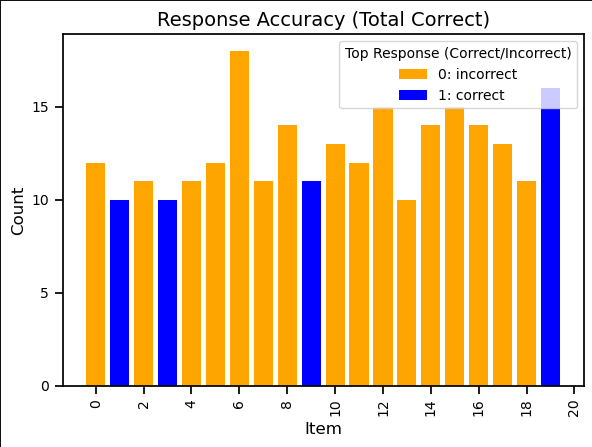 Response Accuracy (Total Correct)
Top Response (Correct/Incorrect)
0: incorrect
1: correct
Count
15
10
5
0
0 2 4 6 8 10 12 14 16 18 20
Item